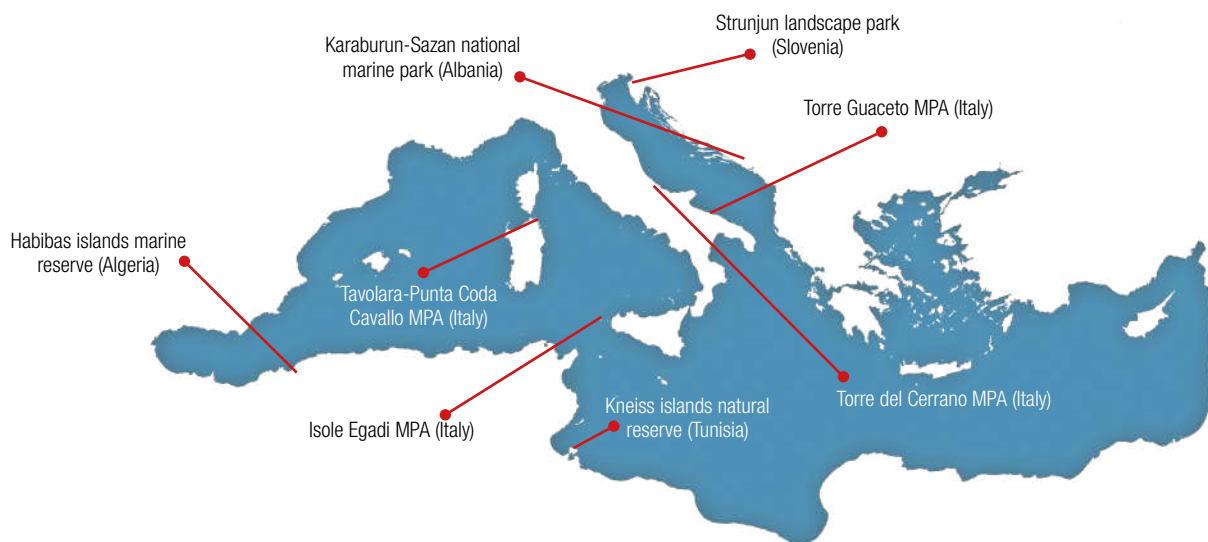 Strunjun landscape park
(Slovenia)
Karaburun-Sazan national
marine park (Albania)
Torre Guaceto MPA (Italy)
Habibas islands marine
reserve (Algeria)
Tavolara-Punta Coda
Cavallo MPA (Italy)
Torre del Cerrano MPA (Italy)
Isole Egadi MPA (Italy)
Kneiss islands natural
reserve (Tunisia)